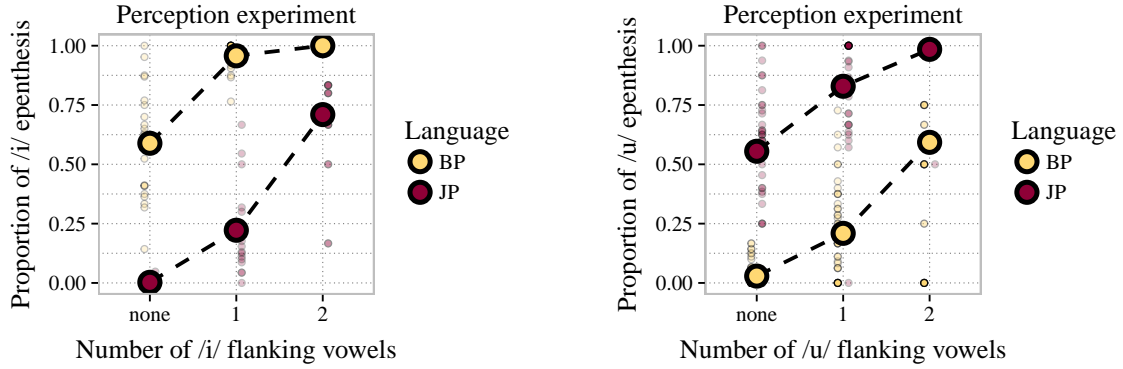 Perception experiment
Proportion of /i/ epenthesis
1.00
0.75
0.50
0.25
0.00
none 1 2
Number of /i/ flanking vowels
Language
BP
JP
Perception experiment
Proportion of /u/ epenthesis
1.00
0.75
0.50
0.25
0.00
none 1 2
Number of /u/ flanking vowels
Language
BP
JP